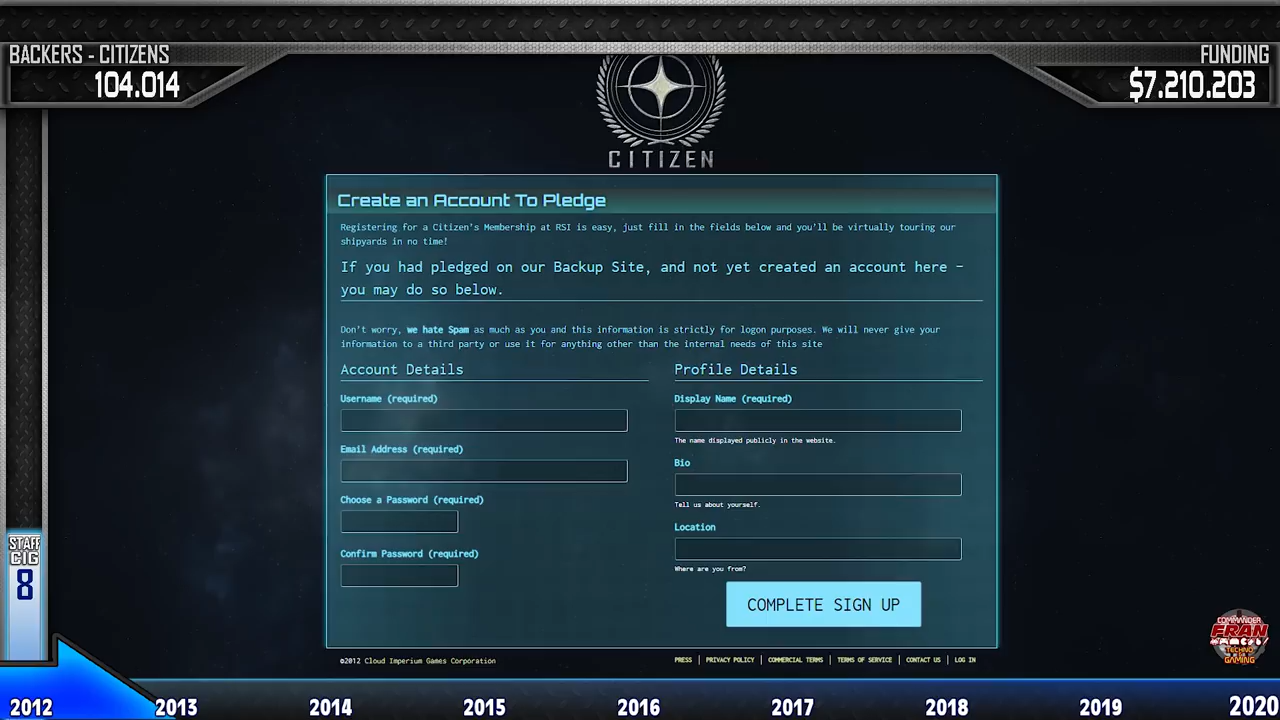 BACKERS - CITIZENS
104.014
FUNDING
$7.210.203
CITIZEN
Create an Account To Pledge
Registering for a Citizen's Membership at RSI is easy, just fill in the fields below and you'll be virtually touring our
shipyards in no time!
If you had pledged on our Backup Site, and not yet created an account here –
you may do so below.
Don't worry, we hate Spam as much as you and this information is strictly for logon purposes. We will never give your
information to a third party or use it for anything other than the internal needs of this site
Account Details
Username (required)
Email Address (required)
Choose a Password (required)
Confirm Password (required)
Profile Details
Display Name (required)
The name displayed publicly in the website.
Bio
Tell us about yourself.
Location
Where are you from?
COMPLETE SIGN UP
©2012 Cloud Imperium Games Corporation
PRESS | PRIVACY POLICY | COMMERCIAL TERMS | TERMS OF SERVICE | CONTACT US | LOG IN
STAFF
CIG
8
COMMANDER
FRAN
GAMERS
TECHNO
GAMING
2012 2013 2014 2015 2016 2017 2018 2019 2020